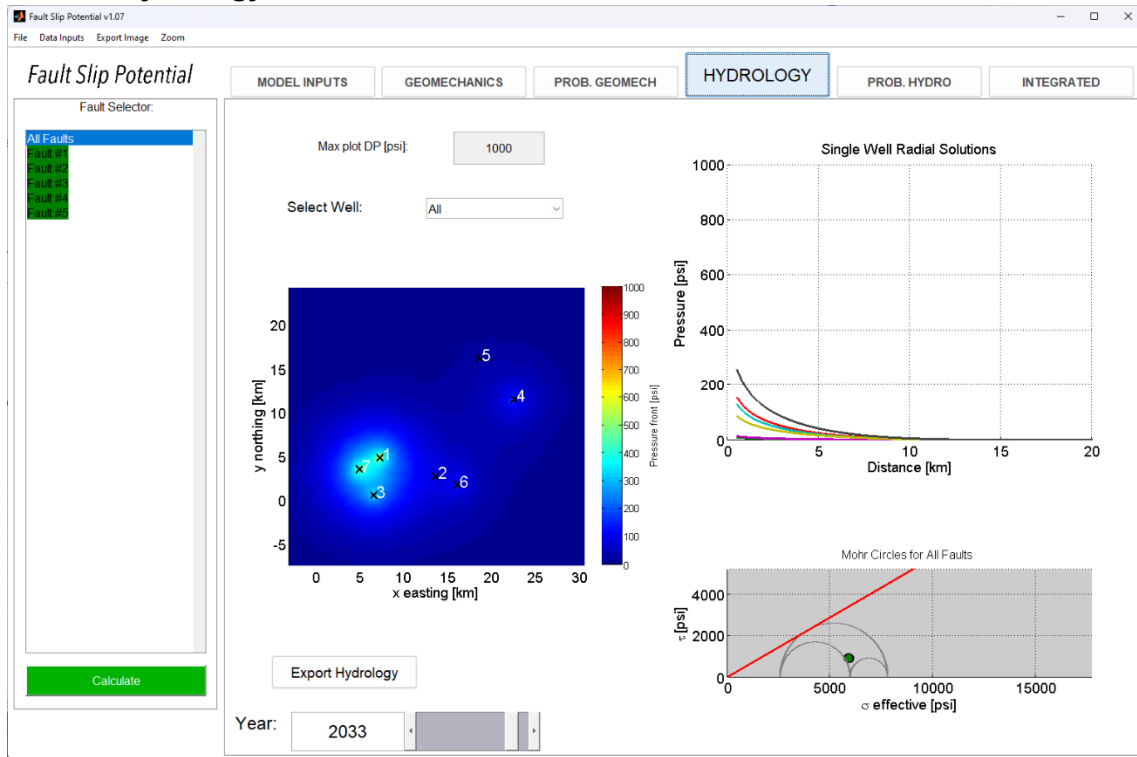 Fault Slip Potential v1.07
File Data Inputs Export Image Zoom
Fault Slip Potential
MODEL INPUTS
GEOMECHANICS
PROB. GEOMECH
HYDROLOGY
PROB. HYDRO
INTEGRATED
Fault Selector:
All Faults
Fault #1
Fault #2
Fault #3
Fault #4
Fault #5
Calculate
Max plot DP [psi]: 1000
Select Well: All
y northing [km]
20
15
10
5
0
-5
5
4
1
7
3
2
6
0 5 10 15 20 25 30
x easting [km]
1000
900
800
700
600
500
400
300
200
100
0
Pressure front [psi]
Export Hydrology
Year: 2033
Single Well Radial Solutions
Pressure [psi]
1000
800
600
400
200
0
0 5 10 15 20
Distance [km]
Mohr Circles for All Faults
τ [psi]
4000
2000
0
0 5000 10000 15000
σ effective [psi]